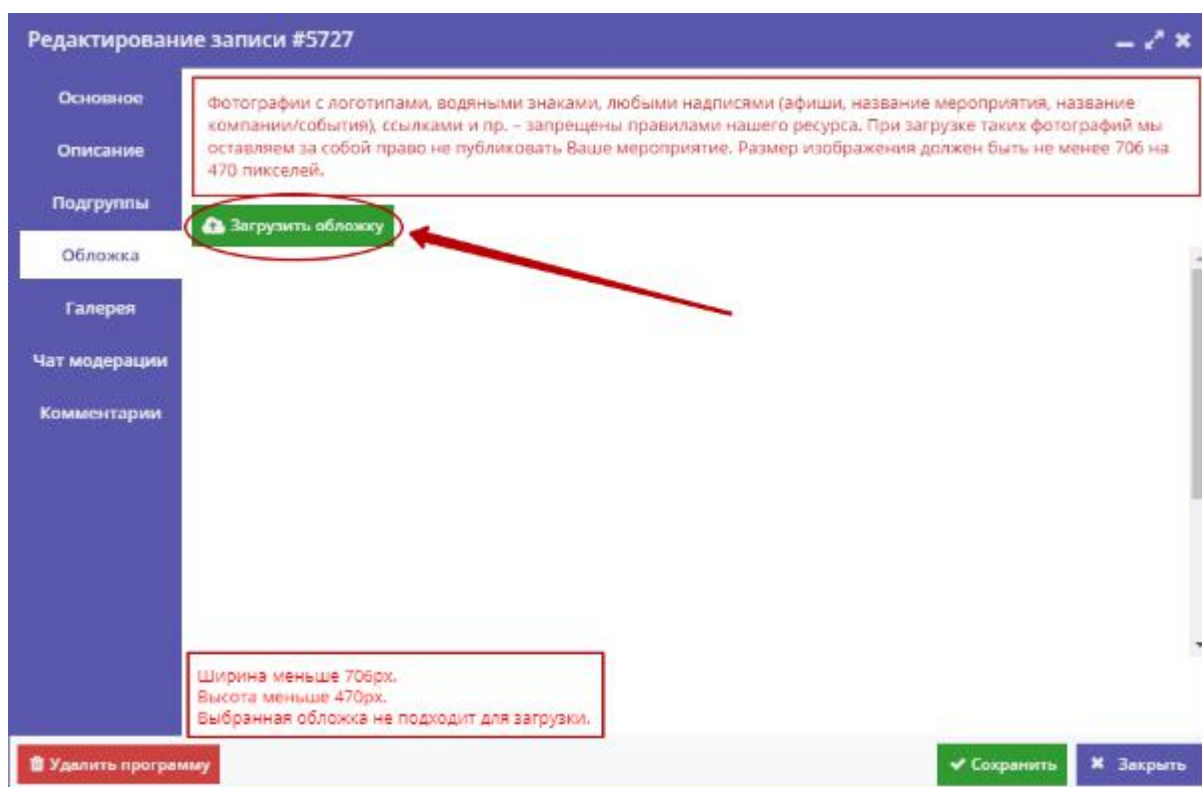 Редактирование записи #5727
Основное
Описание
Подгруппы
Обложка
Галерея
Чат модерации
Комментарии
Фотографии с логотипами, водяными знаками, любыми надписями (афиши, название мероприятия, название
компании/события), ссылками и пр. – запрещены правилами нашего ресурса. При загрузке таких фотографий мы
оставляем за собой право не публиковать Ваше мероприятие. Размер изображения должен быть не менее 706 на
470 пикселей.
Загрузить обложку
Ширина меньше 706px.
Высота меньше 470px.
Выбранная обложка не подходит для загрузки.
Удалить программу
Сохранить
Закрыть